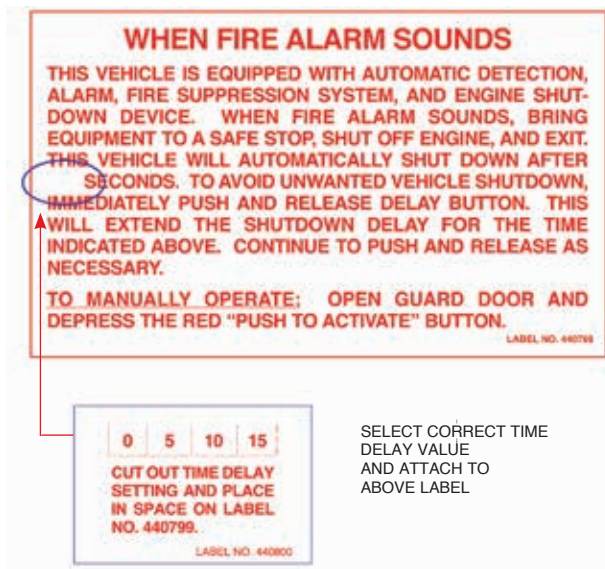 WHEN FIRE ALARM SOUNDS
THIS VEHICLE IS EQUIPPED WITH AUTOMATIC DETECTION,
ALARM, FIRE SUPPRESSION SYSTEM, AND ENGINE SHUT-
DOWN DEVICE. WHEN FIRE ALARM SOUNDS, BRING
EQUIPMENT TO A SAFE STOP, SHUT OFF ENGINE, AND EXIT.
THIS VEHICLE WILL AUTOMATICALLY SHUT DOWN AFTER
SECONDS. TO AVOID UNWANTED VEHICLE SHUTDOWN,
IMMEDIATELY PUSH AND RELEASE DELAY BUTTON. THIS
WILL EXTEND THE SHUTDOWN DELAY FOR THE TIME
INDICATED ABOVE. CONTINUE TO PUSH AND RELEASE AS
NECESSARY.
TO MANUALLY OPERATE: OPEN GUARD DOOR AND
DEPRESS THE RED “PUSH TO ACTIVATE” BUTTON.
LABEL NO. 440799
0 5 10 15
CUT OUT TIME DELAY
SETTING AND PLACE
IN SPACE ON LABEL
NO. 440799.
LABEL NO. 440800
SELECT CORRECT TIME
DELAY VALUE
AND ATTACH TO
ABOVE LABEL